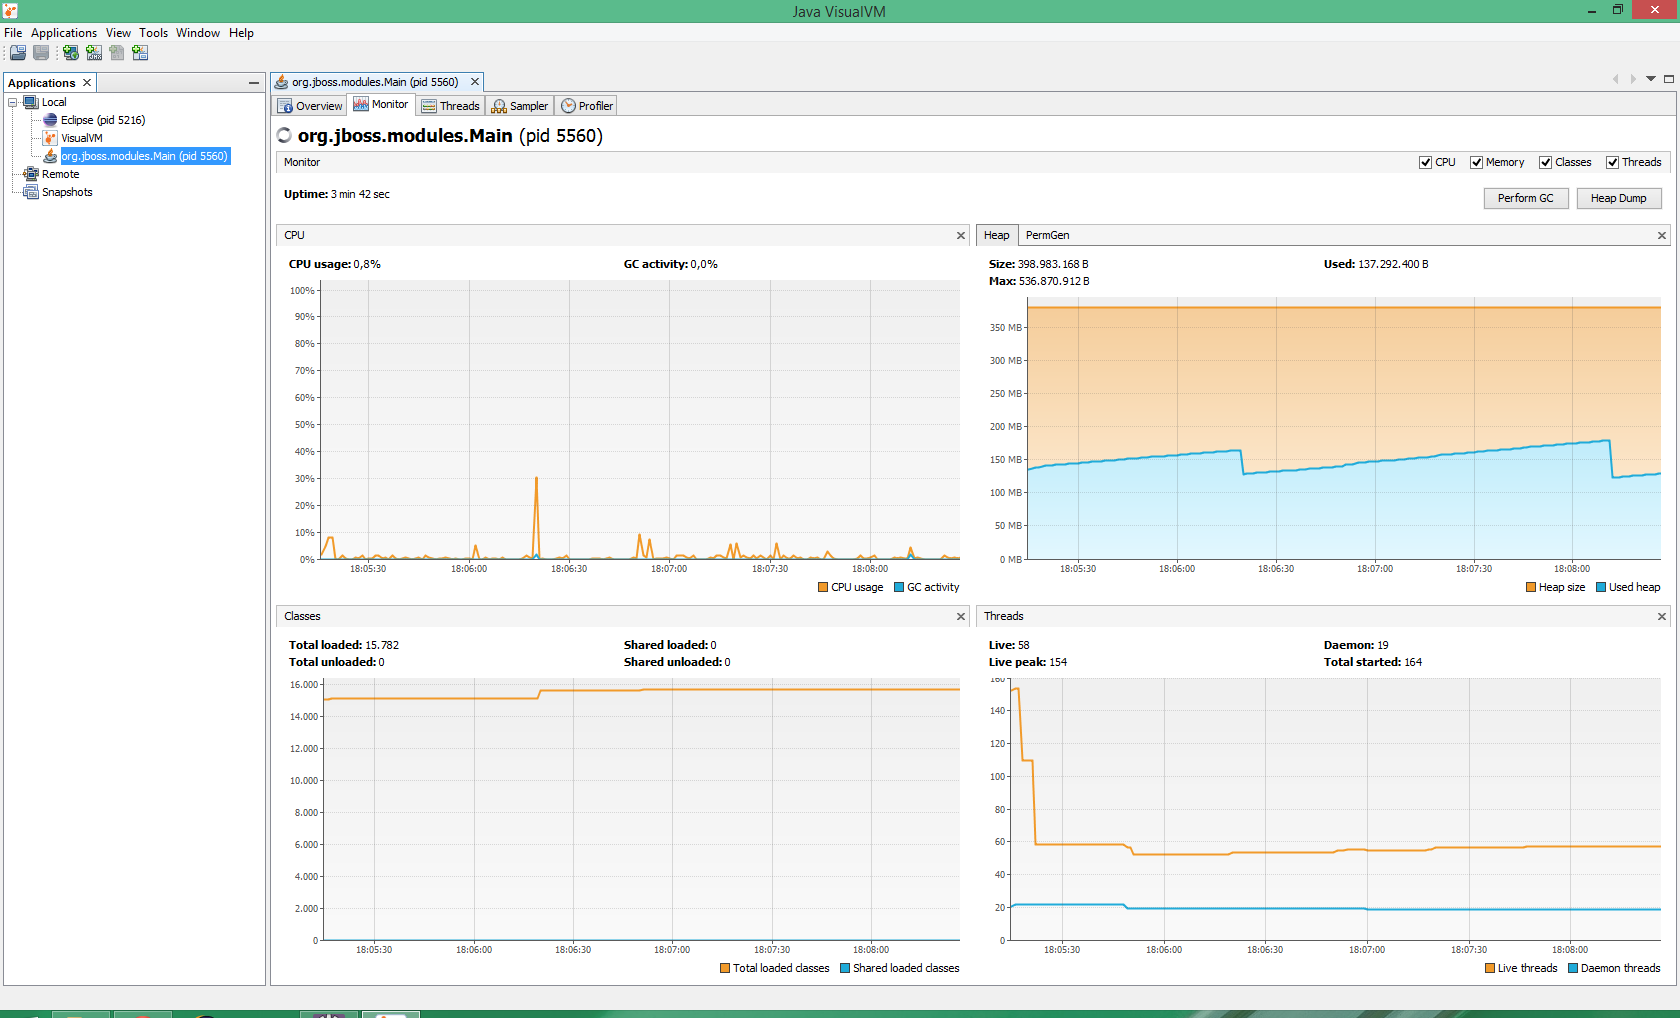 Java VisualVM
File Applications View Tools Window Help
Applications
Local
Eclipse (pid 5216)
VisualVM
org.jboss.modules.Main (pid 5560)
Remote
Snapshots
org.jboss.modules.Main (pid 5560)
Overview Monitor Threads Sampler Profiler
org.jboss.modules.Main (pid 5560)
Monitor CPU Memory Classes Threads
Uptime: 3 min 42 sec
Perform GC Heap Dump
CPU
CPU usage: 0,8% GC activity: 0,0%
100%
90%
80%
70%
60%
50%
40%
30%
20%
10%
0%
18:05:30 18:06:00 18:06:30 18:07:00 18:07:30 18:08:00
CPU usage GC activity
Heap PermGen
Size: 398.983.168 B Used: 137.292.400 B
Max: 536.870.912 B
350 MB
300 MB
250 MB
200 MB
150 MB
100 MB
50 MB
0 MB
18:05:30 18:06:00 18:06:30 18:07:00 18:07:30 18:08:00
Heap size Used heap
Classes
Total loaded: 15.782 Shared loaded: 0
Total unloaded: 0 Shared unloaded: 0
16.000
14.000
12.000
10.000
8.000
6.000
4.000
2.000
0
18:05:30 18:06:00 18:06:30 18:07:00 18:07:30 18:08:00
Total loaded classes Shared loaded classes
Threads
Live: 58 Daemon: 19
Live peak: 154 Total started: 164
160
140
120
100
80
60
40
20
0
18:05:30 18:06:00 18:06:30 18:07:00 18:07:30 18:08:00
Live threads Daemon threads